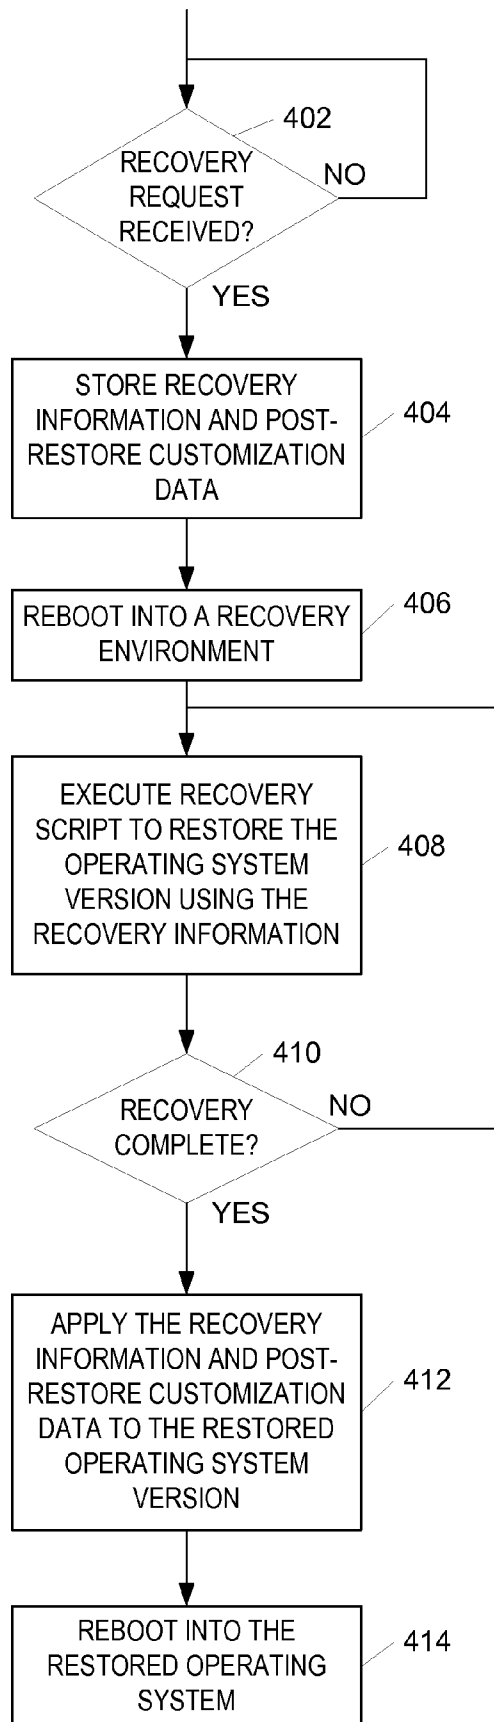 402
RECOVERY
REQUEST
RECEIVED?
NO
YES
STORE RECOVERY
INFORMATION AND POST-
RESTORE CUSTOMIZATION
DATA
404
REBOOT INTO A RECOVERY
ENVIRONMENT
406
EXECUTE RECOVERY
SCRIPT TO RESTORE THE
OPERATING SYSTEM
VERSION USING THE
RECOVERY INFORMATION
408
410
RECOVERY
COMPLETE?
NO
YES
APPLY THE RECOVERY
INFORMATION AND POST-
RESTORE CUSTOMIZATION
DATA TO THE RESTORED
OPERATING SYSTEM
VERSION
412
REBOOT INTO THE
RESTORED OPERATING
SYSTEM
414